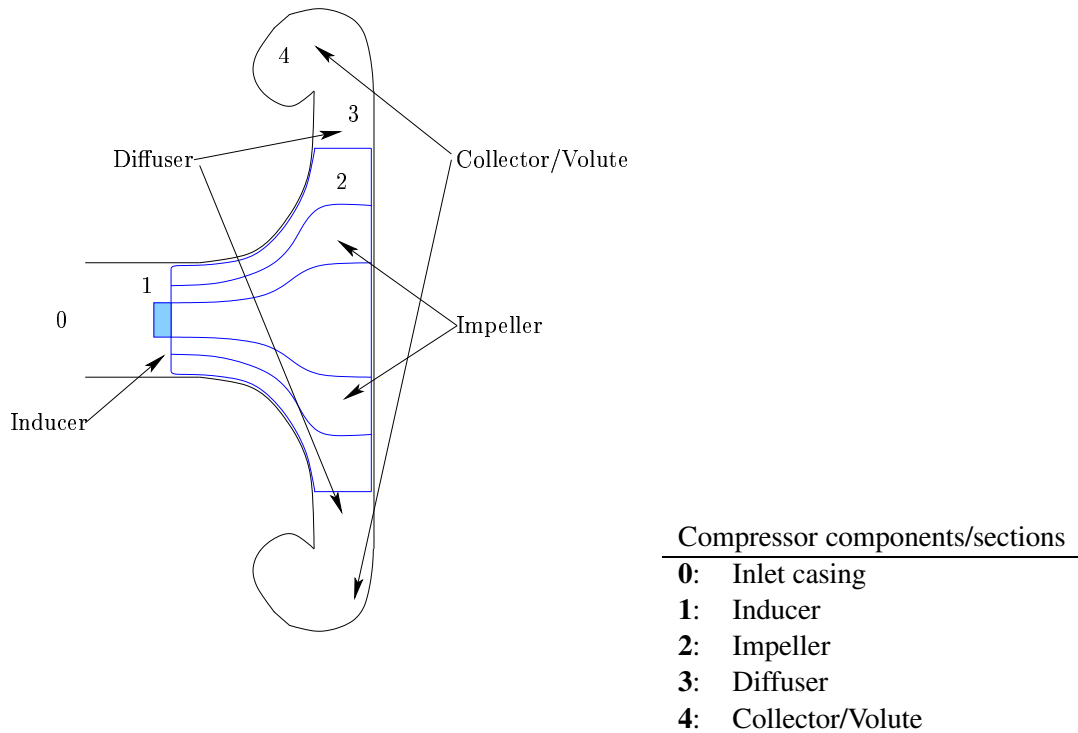 4
3
Diffuser
Collector/Volute
2
1
0
Impeller
Inducer
Compressor components/sections
0: Inlet casing
1: Inducer
2: Impeller
3: Diffuser
4: Collector/Volute